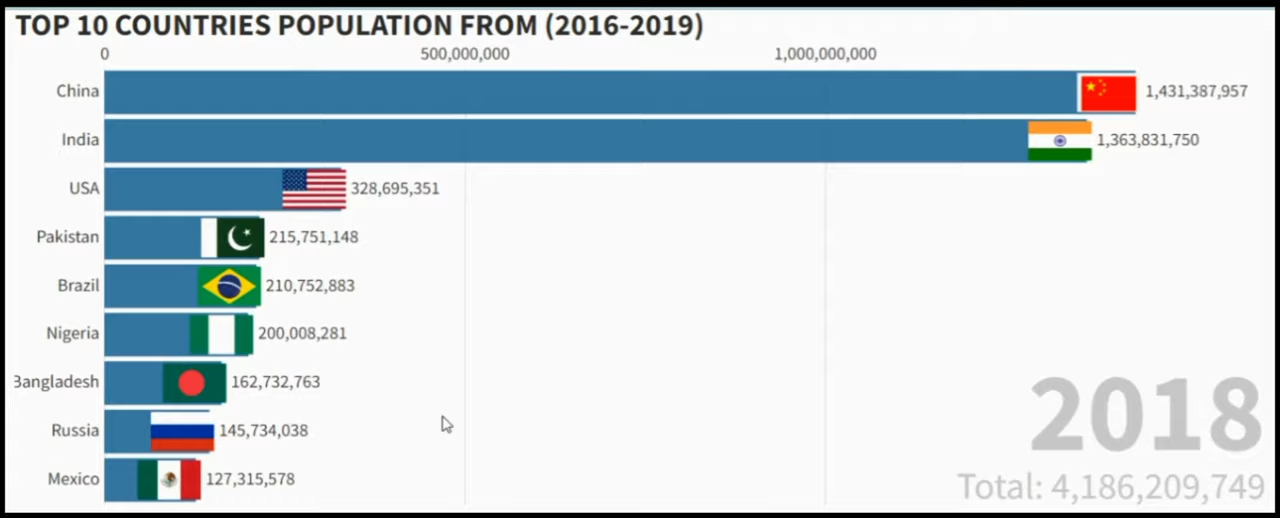 TOP 10 COUNTRIES POPULATION FROM (2016-2019)
0 500,000,000 1,000,000,000
China 1,431,387,957
India 1,363,831,750
USA 328,695,351
Pakistan 215,751,148
Brazil 210,752,883
Nigeria 200,008,281
Bangladesh 162,732,763
Russia 145,734,038
Mexico 127,315,578
2018
Total: 4,186,209,749